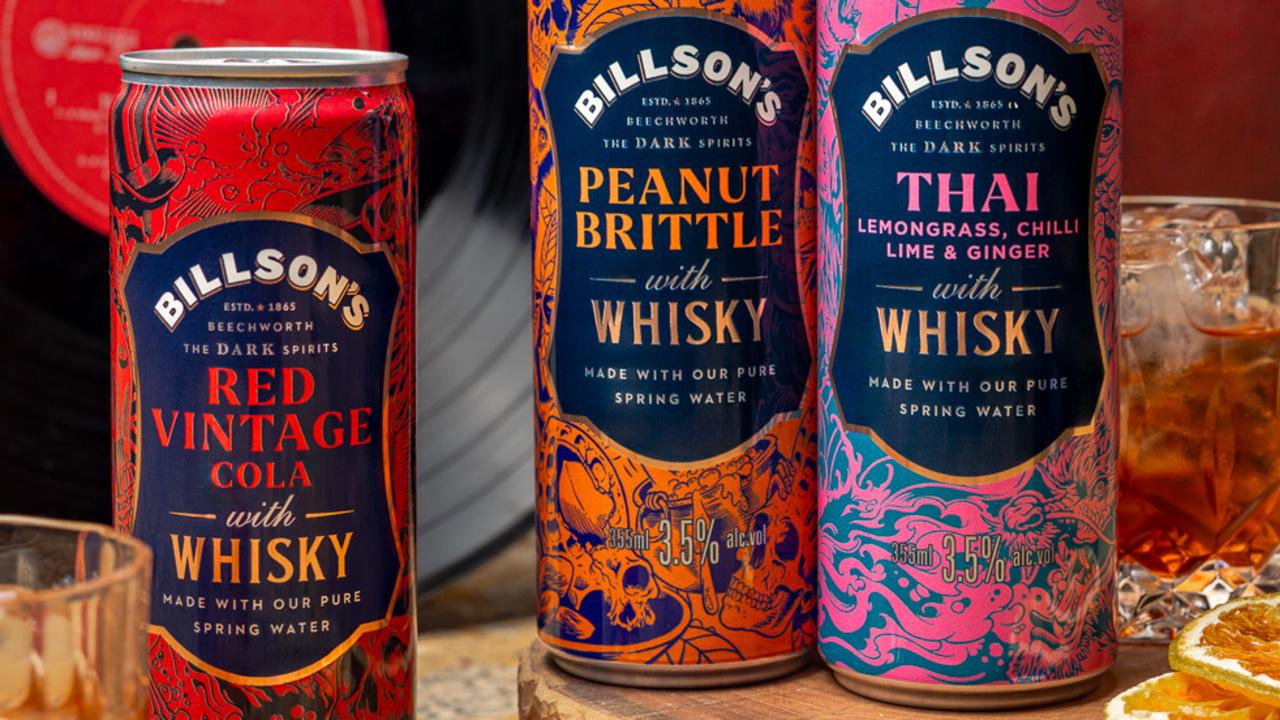 BILLSON'S
ESTD. ★ 1865
BEECHWORTH
THE DARK SPIRITS
RED
VINTAGE
COLA
with
WHISKY
MADE WITH OUR PURE
SPRING WATER
BILLSON'S
ESTD. ★ 1865
BEECHWORTH
THE DARK SPIRITS
PEANUT
BRITTLE
with
WHISKY
MADE WITH OUR PURE
SPRING WATER
355ml 3.5% alc.vol
BILLSON'S
ESTD. ★ 1865
BEECHWORTH
THE DARK SPIRITS
THAI
LEMONGRASS, CHILLI
LIME & GINGER
with
WHISKY
MADE WITH OUR PURE
SPRING WATER
355ml 3.5% alc.vol